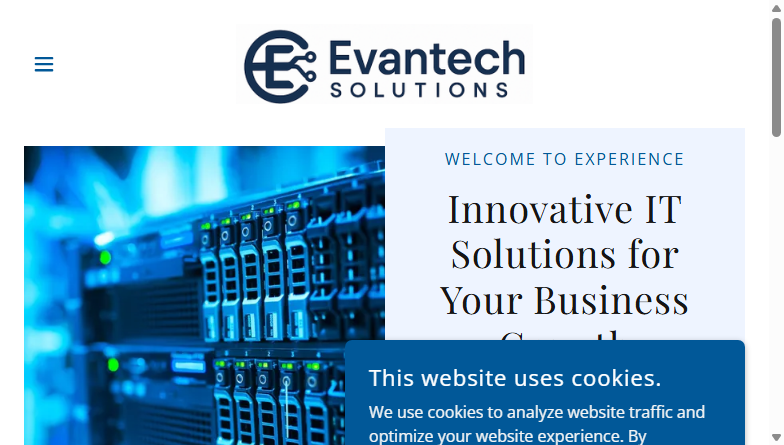 Evantech
SOLUTIONS
WELCOME TO EXPERIENCE
Innovative IT
Solutions for
Your Business
This website uses cookies.
We use cookies to analyze website traffic and
optimize your website experience. By